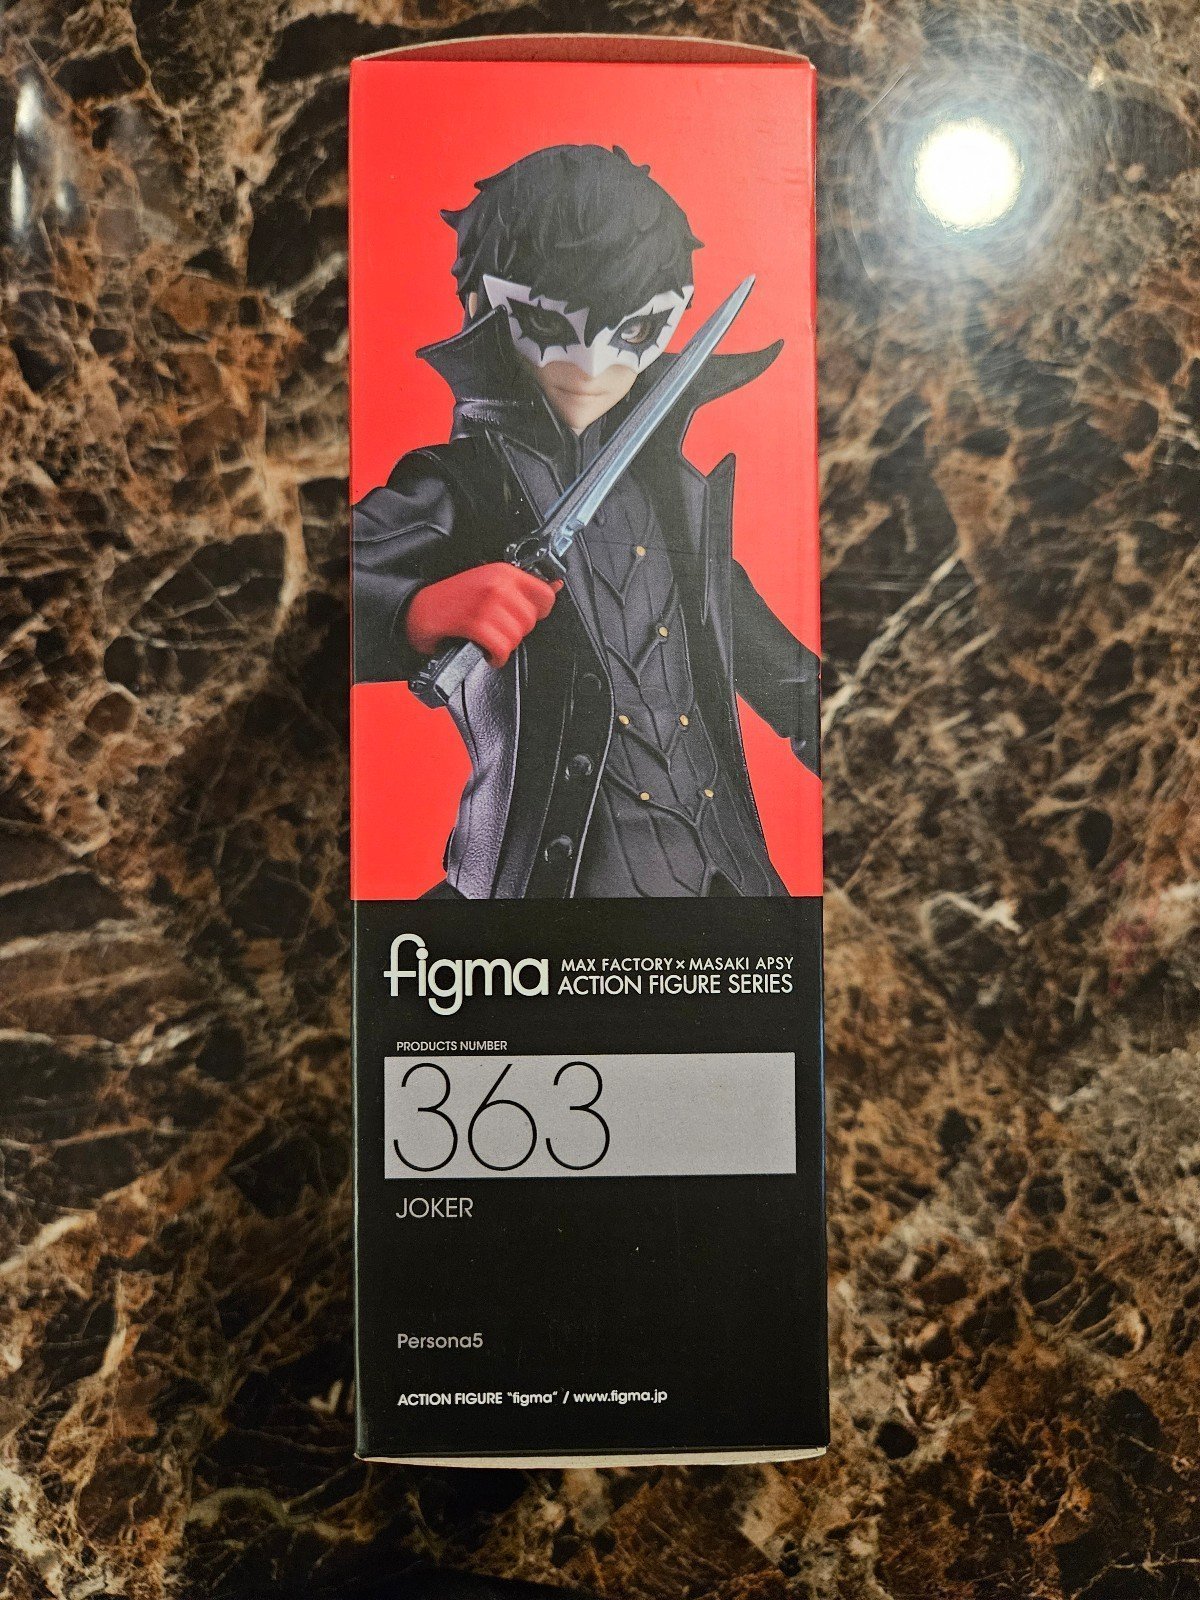 figma MAX FACTORY × MASAKI APSY
ACTION FIGURE SERIES
PRODUCTS NUMBER
363
JOKER
Persona5
ACTION FIGURE "figma" / www.figma.jp